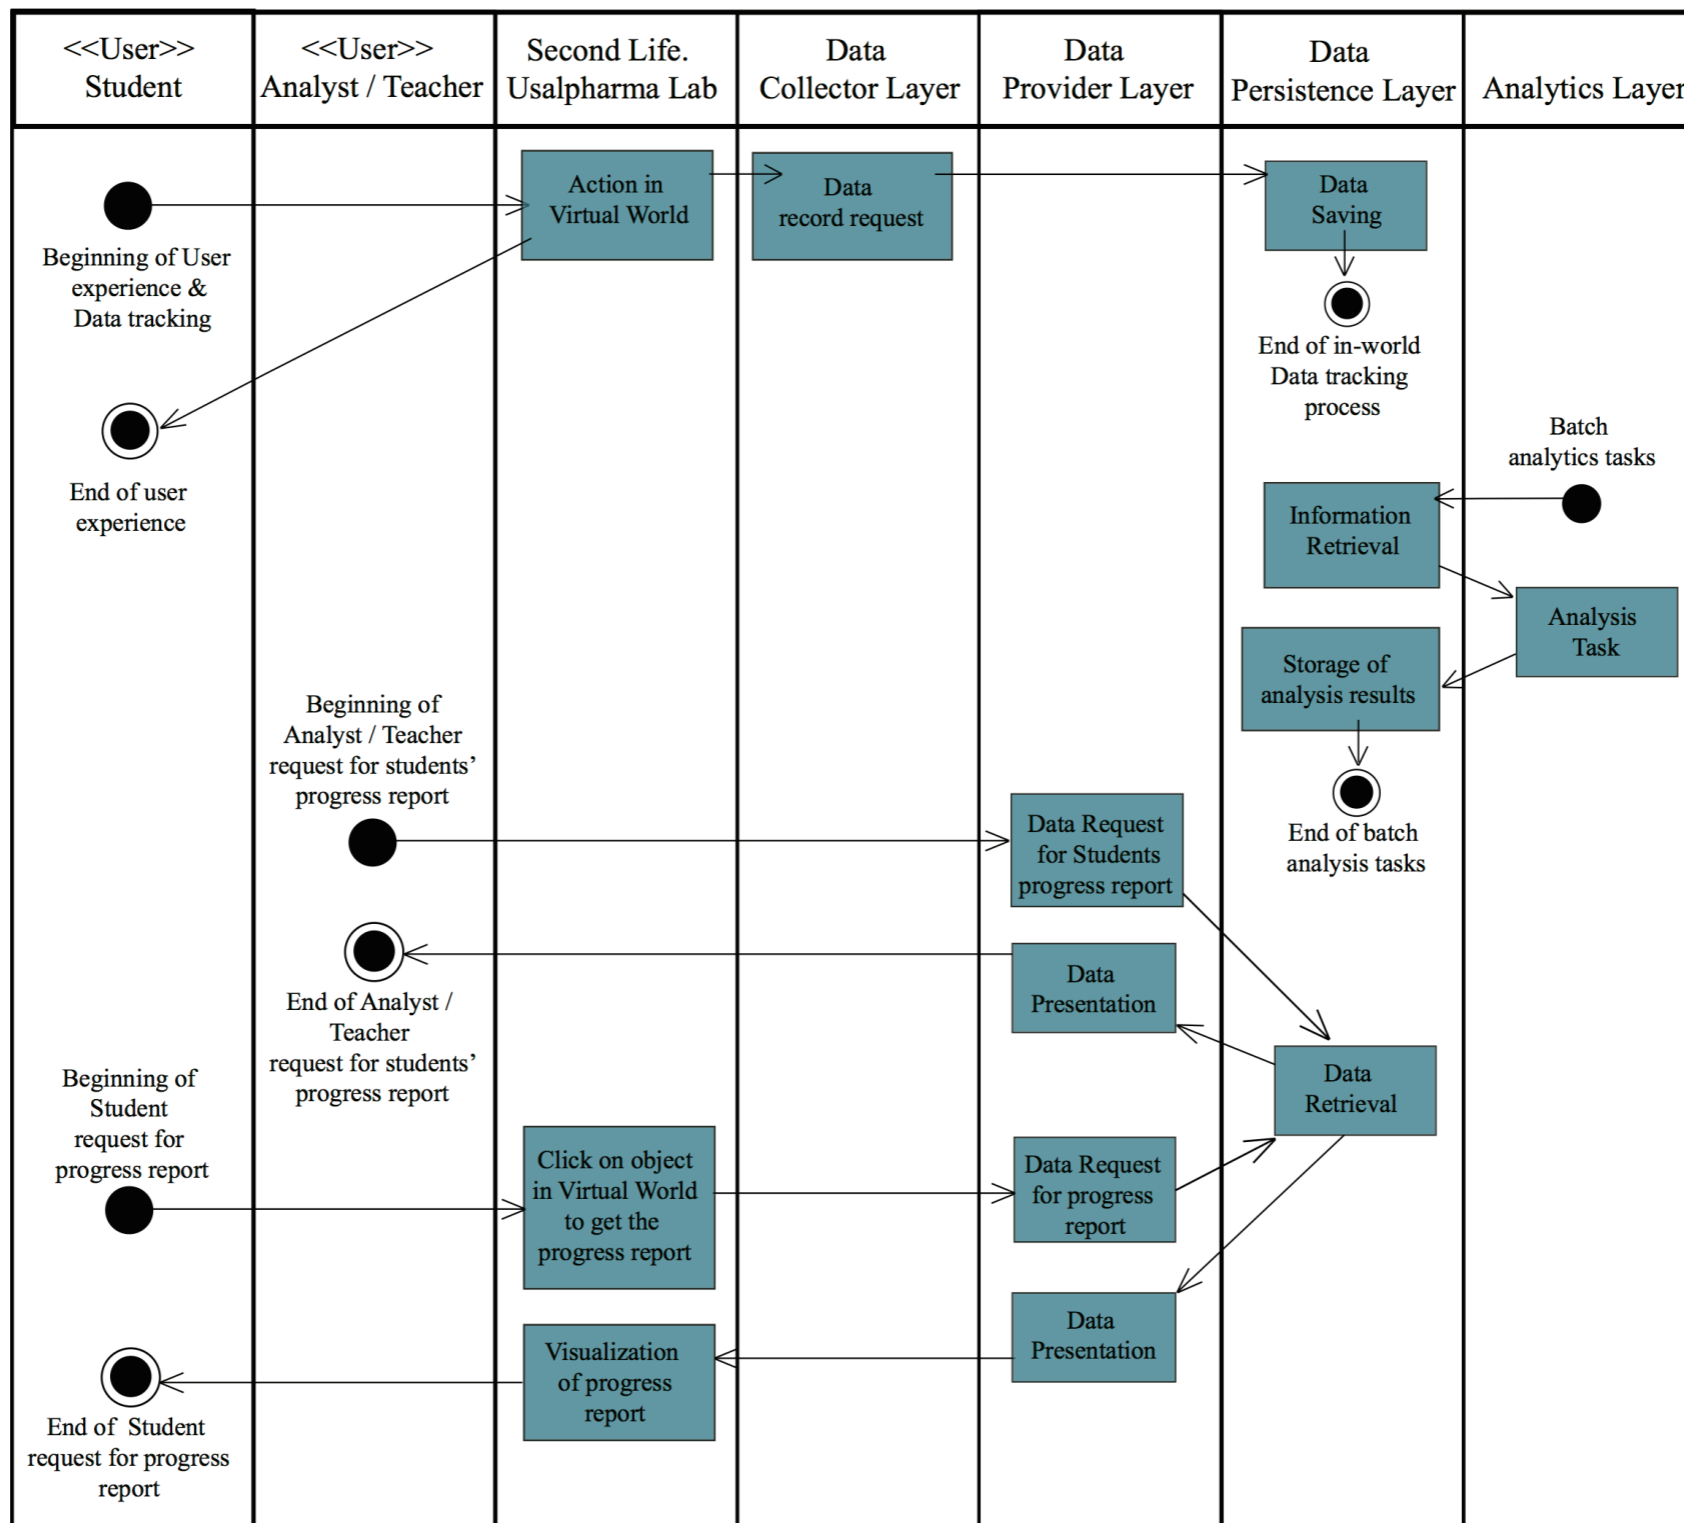 <<User>>
Student
<<User>>
Analyst / Teacher
Second Life.
Usalpharma Lab
Data
Collector Layer
Data
Provider Layer
Data
Persistence Layer
Analytics Layer
Action in
Virtual World
Data
record request
Data
Saving
Beginning of User
experience &
Data tracking
End of in-world
Data tracking
process
End of user
experience
Batch
analytics tasks
Information
Retrieval
Analysis
Task
Storage of
analysis results
End of batch
analysis tasks
Beginning of
Analyst / Teacher
request for students’
progress report
Data Request
for Students
progress report
Data
Presentation
End of Analyst /
Teacher
request for students’
progress report
Data
Retrieval
Beginning of
Student
request for
progress report
Click on object
in Virtual World
to get the
progress report
Data Request
for progress
report
Data
Presentation
Visualization
of progress
report
End of Student
request for progress
report